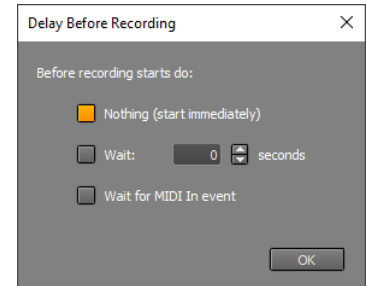 Delay Before Recording
Before recording starts do:
Nothing (start immediately)
Wait: 0 seconds
Wait for MIDI In event
OK